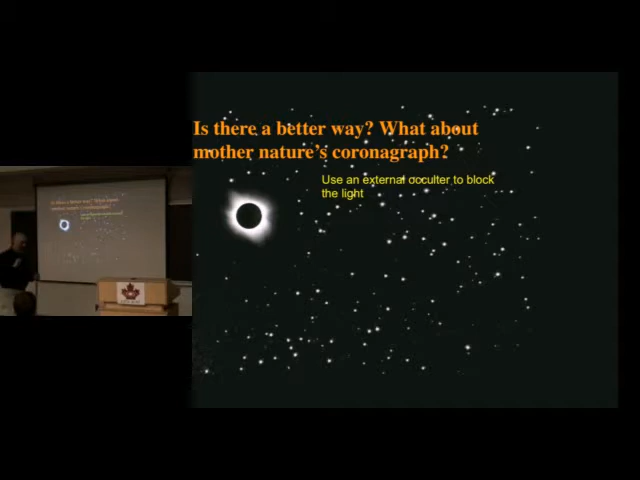 Is there a better way? What about
mother nature's coronagraph?
Use an external occulter to block
the light